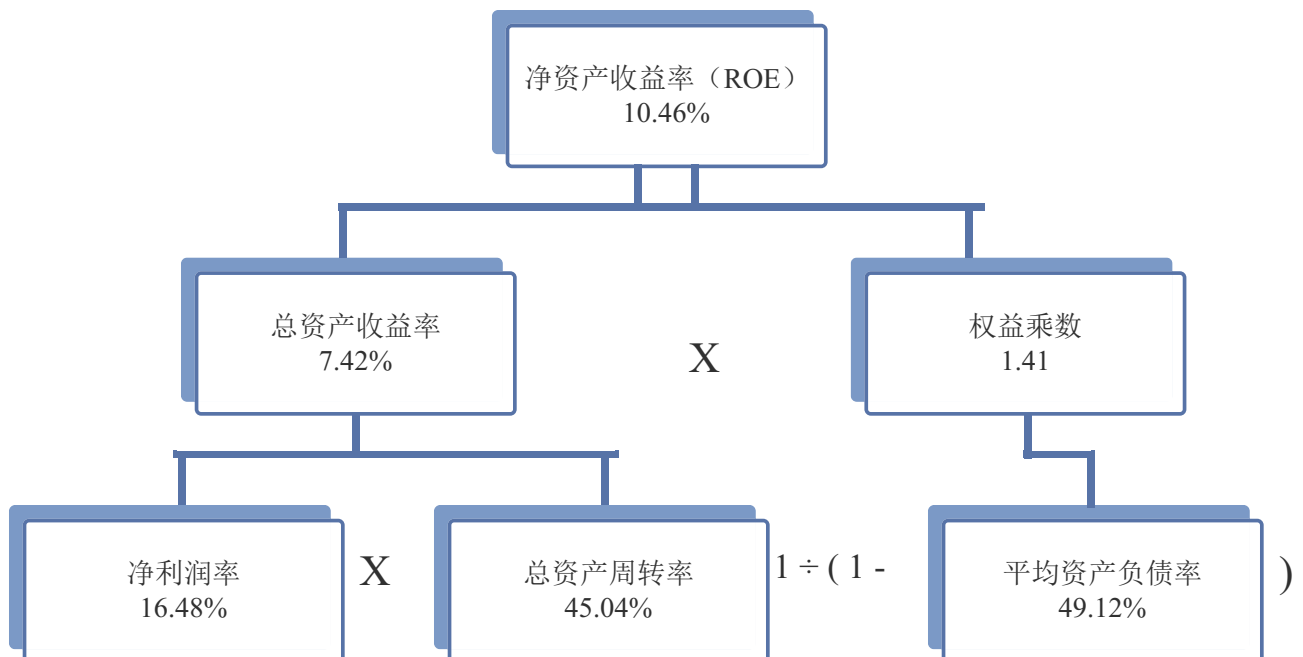 净资产收益率（ROE）
10.46%
总资产收益率
7.42%
X
权益乘数
1.41
净利润率
16.48%
X
总资产周转率
45.04%
1 ÷ ( 1 -
平均资产负债率
49.12%
)